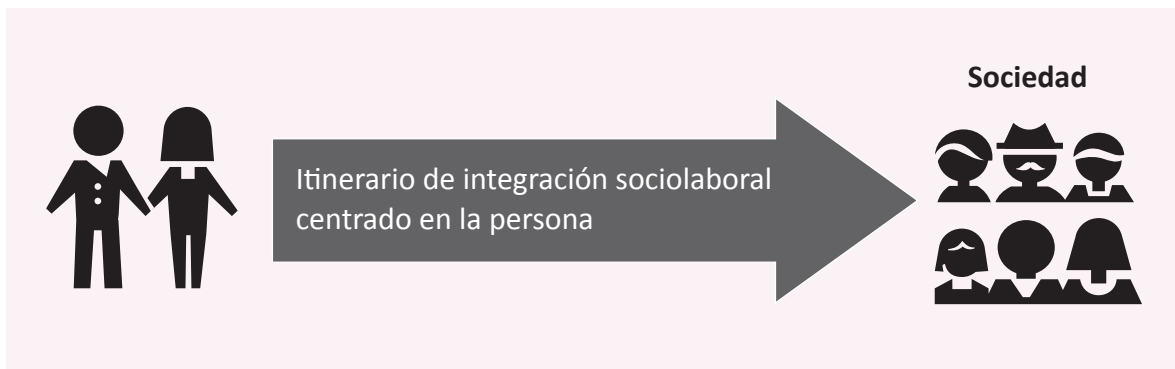 Sociedad
Itinerario de integración sociolaboral
centrado en la persona